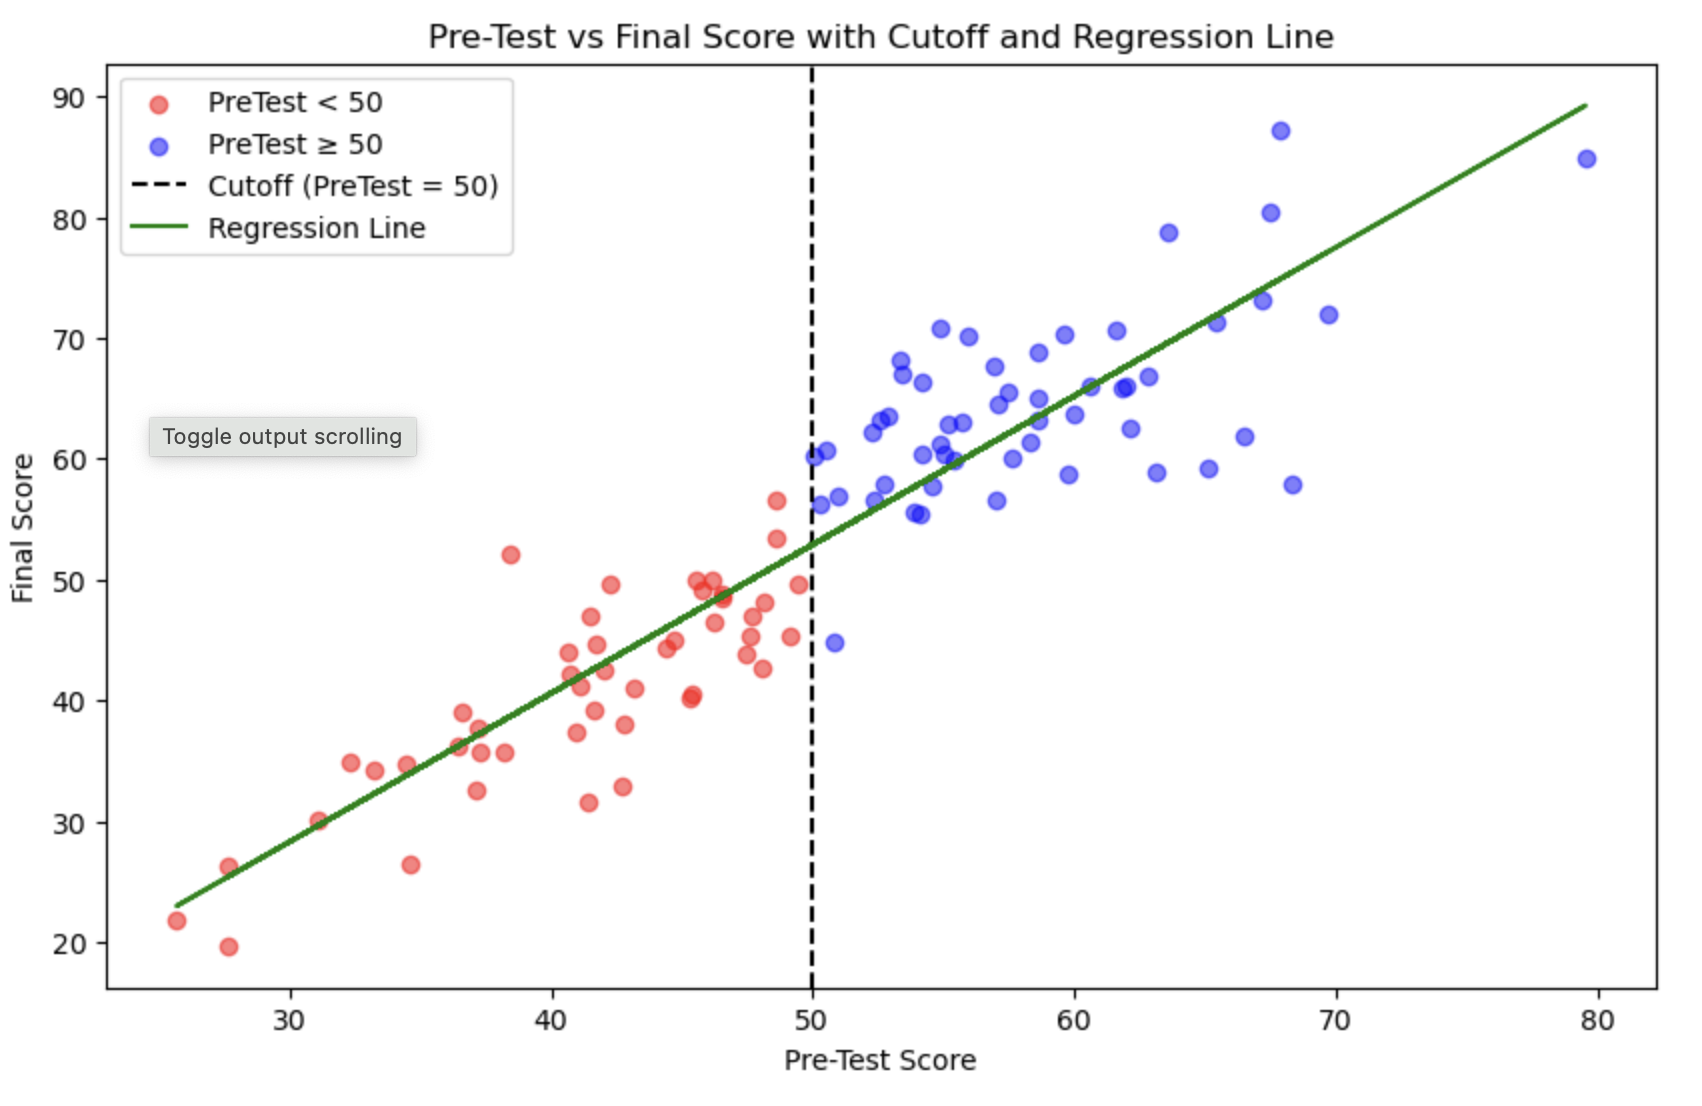 Pre-Test vs Final Score with Cutoff and Regression Line
PreTest < 50
PreTest ≥ 50
Cutoff (PreTest = 50)
Regression Line
90
80
70
60
50
40
30
20
Final Score
Toggle output scrolling
30 40 50 60 70 80
Pre-Test Score